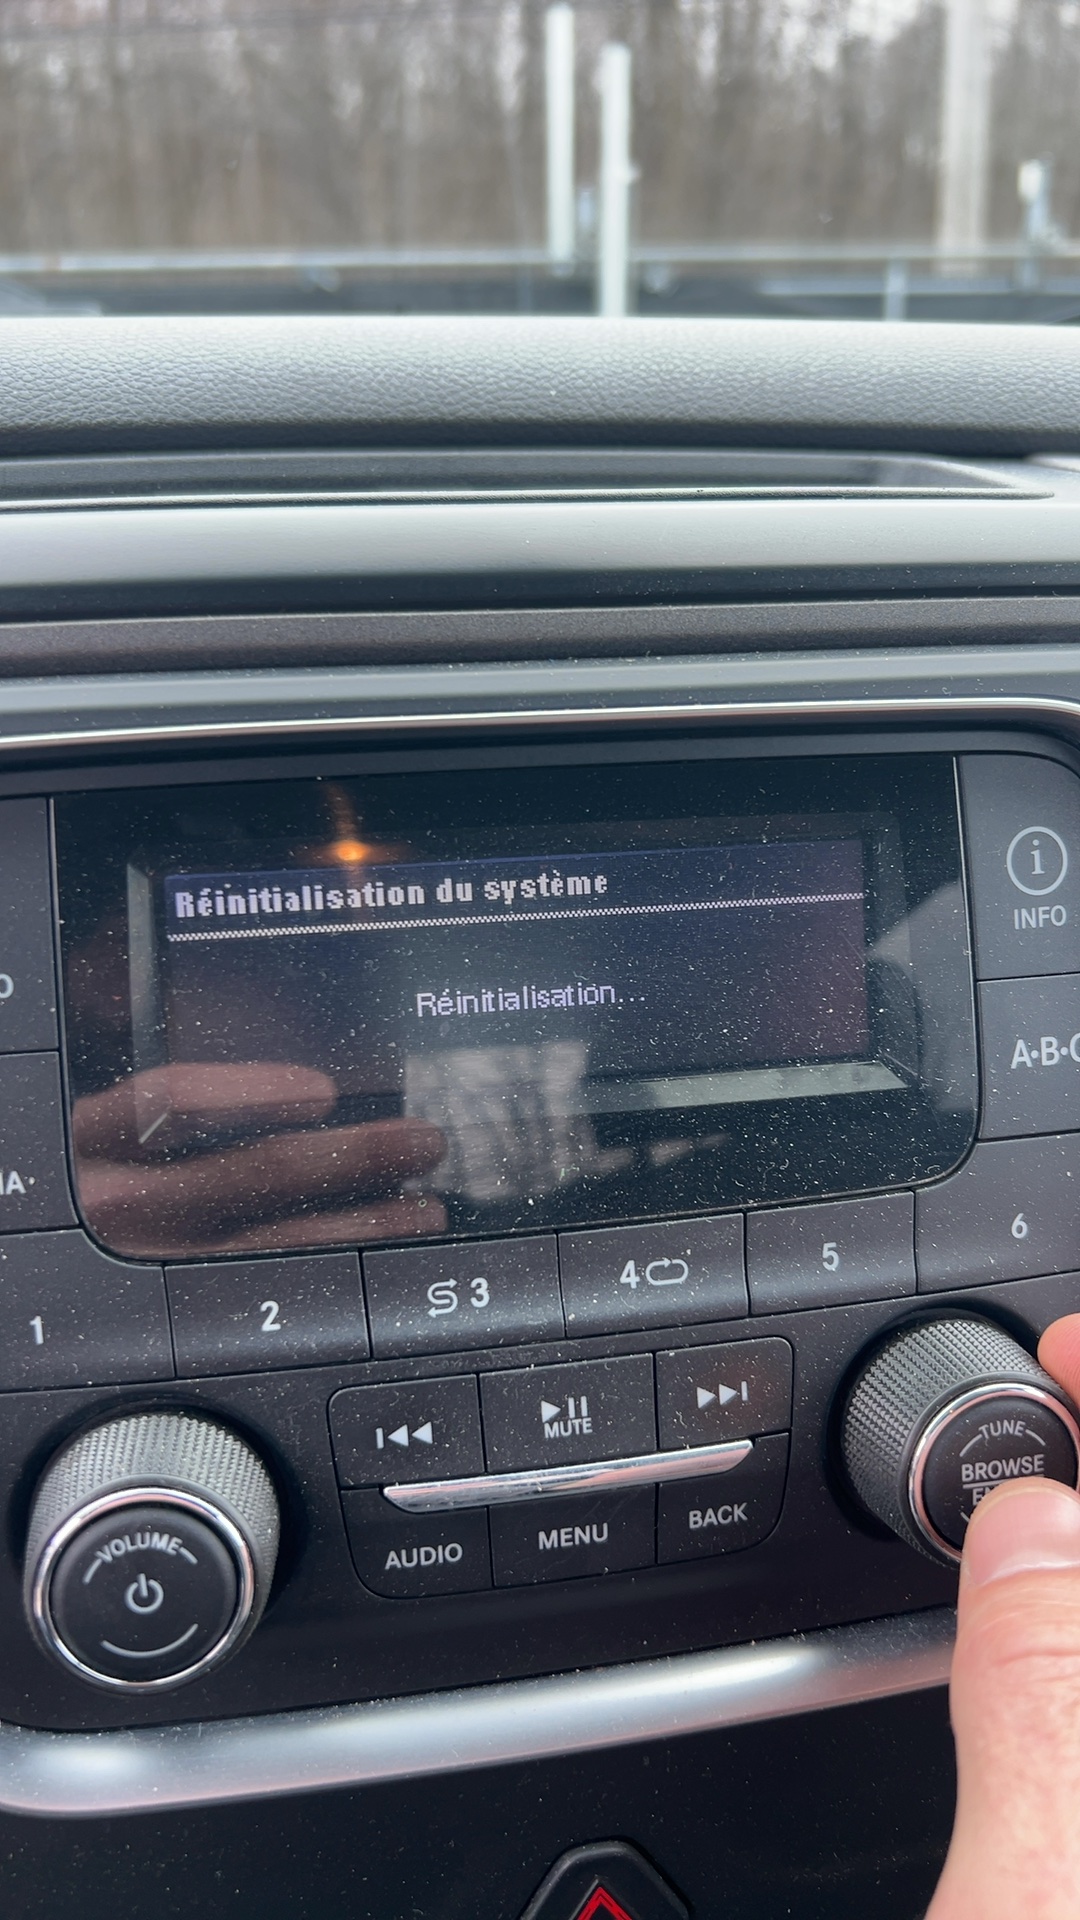 Réinitialisation du système
Réinitialisation...
INFO
A·B·C
1
2
3
4
5
6
MUTE
AUDIO
MENU
BACK
VOLUME
TUNE
BROWSE